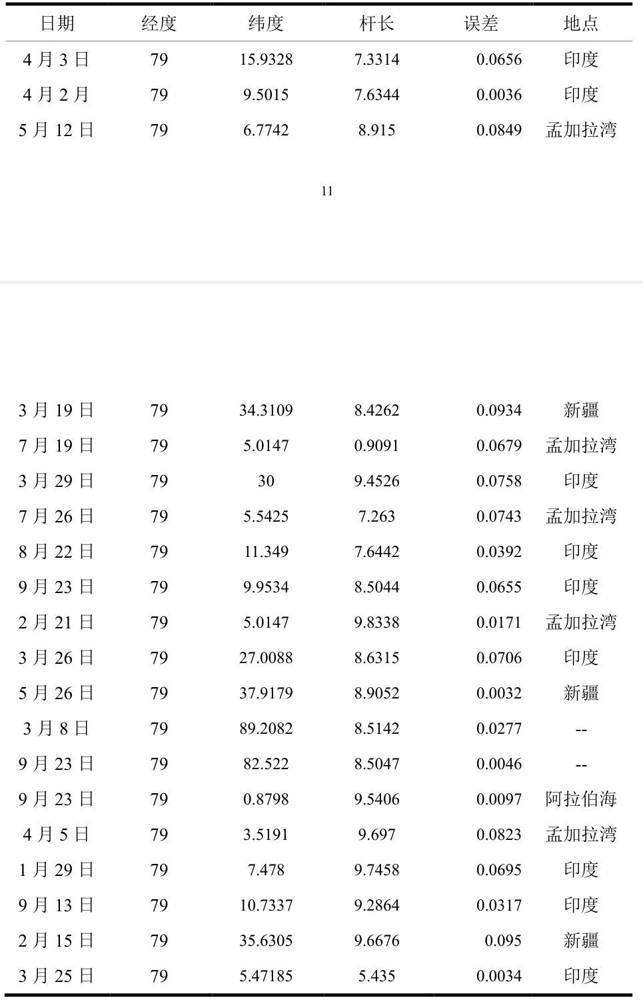 日期 经度 纬度 杆长 误差 地点
4 月 3 日 79 15.9328 7.3314 0.0656 印度
4 月 2 月 79 9.5015 7.6344 0.0036 印度
5 月 12 日 79 6.7742 8.915 0.0849 孟加拉湾
11
3 月 19 日 79 34.3109 8.4262 0.0934 新疆
7 月 19 日 79 5.0147 0.9091 0.0679 孟加拉湾
3 月 29 日 79 30 9.4526 0.0758 印度
7 月 26 日 79 5.5425 7.263 0.0743 孟加拉湾
8 月 22 日 79 11.349 7.6442 0.0392 印度
9 月 23 日 79 9.9534 8.5044 0.0655 印度
2 月 21 日 79 5.0147 9.8338 0.0171 孟加拉湾
3 月 26 日 79 27.0088 8.6315 0.0706 印度
5 月 26 日 79 37.9179 8.9052 0.0032 新疆
3 月 8 日 79 89.2082 8.5142 0.0277 --
9 月 23 日 79 82.522 8.5047 0.0046 --
9 月 23 日 79 0.8798 9.5406 0.0097 阿拉伯海
4 月 5 日 79 3.5191 9.697 0.0823 孟加拉湾
1 月 29 日 79 7.478 9.7458 0.0695 印度
9 月 13 日 79 10.7337 9.2864 0.0317 印度
2 月 15 日 79 35.6305 9.6676 0.095 新疆
3 月 25 日 79 5.47185 5.435 0.0034 印度